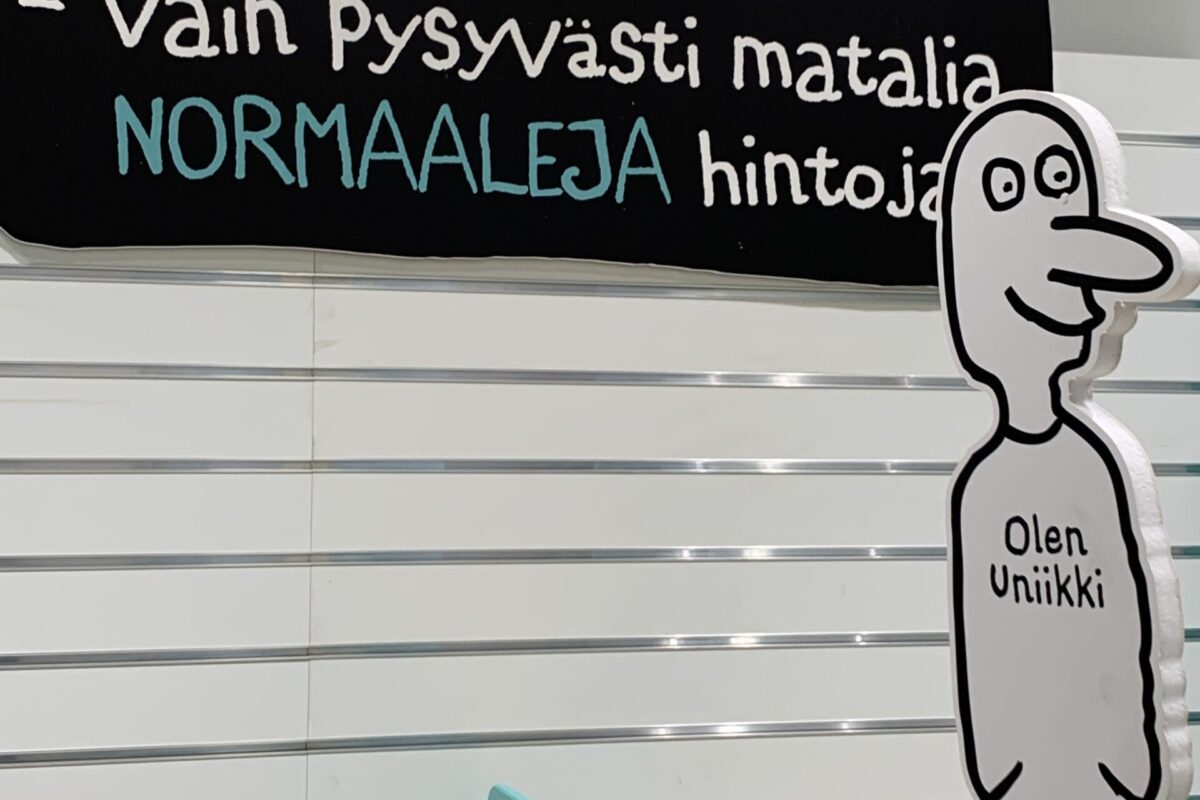 - Vain pysyvästi matalia
NORMAALEJA hintoja
Olen
Uniikki